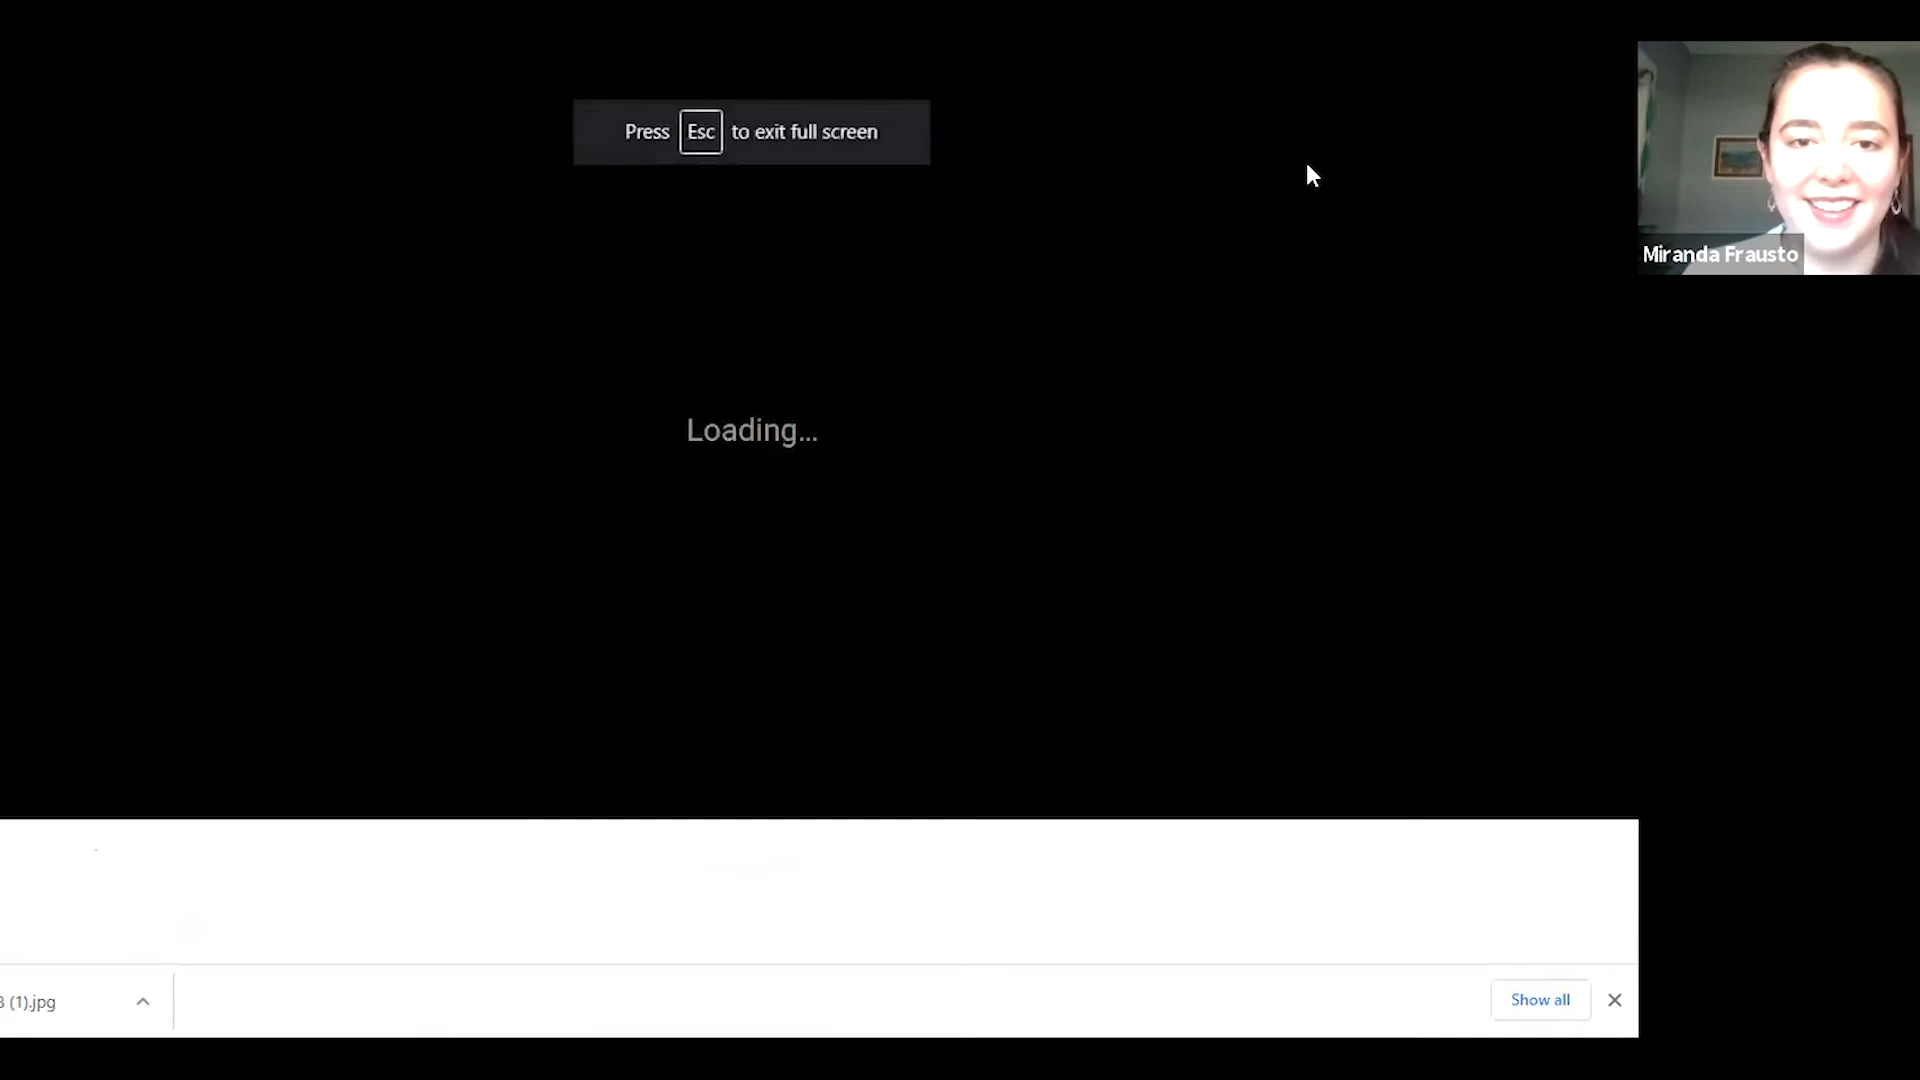 Press Esc to exit full screen
Miranda Frausto
Loading...
(1).jpg
Show all